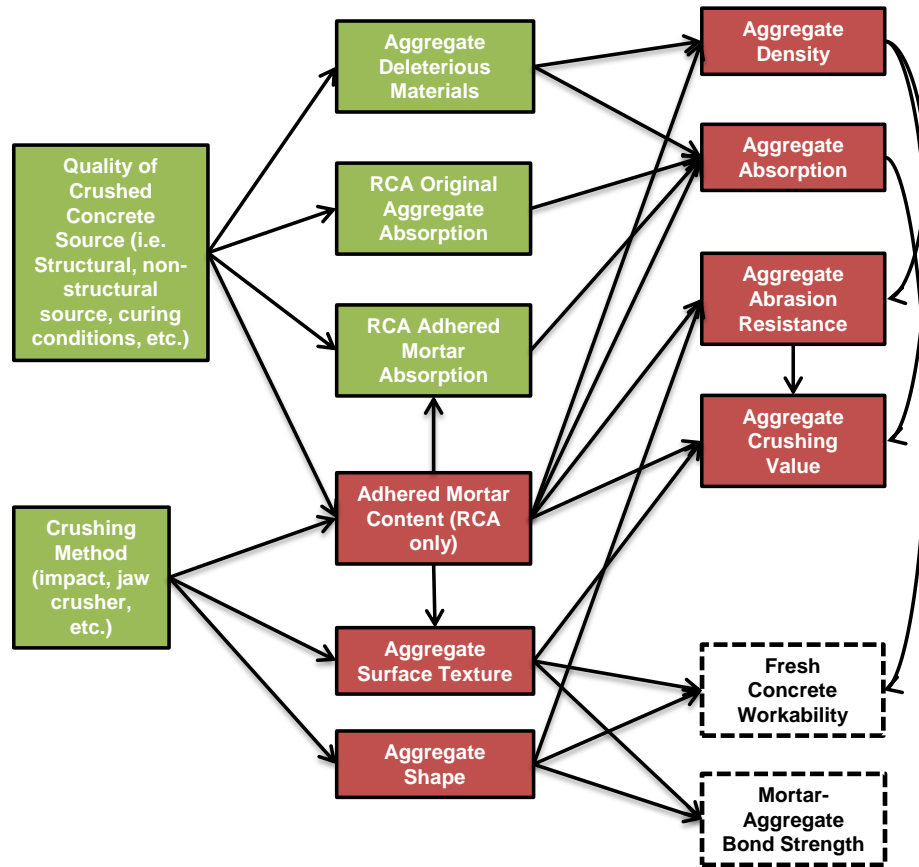 Quality of
Crushed
Concrete
Source (i.e.
Structural, non-
structural
source, curing
conditions, etc.)
Crushing
Method
(impact, jaw
crusher,
etc.)
Aggregate
Deleterious
Materials
RCA Original
Aggregate
Absorption
RCA Adhered
Mortar
Absorption
Adhered Mortar
Content (RCA
only)
Aggregate
Surface Texture
Aggregate
Shape
Aggregate
Density
Aggregate
Absorption
Aggregate
Abrasion
Resistance
Aggregate
Crushing
Value
Fresh
Concrete
Workability
Mortar-
Aggregate
Bond Strength